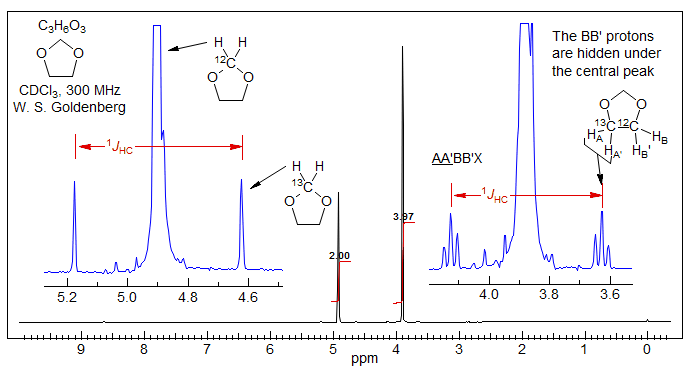 C3H6O3
O O
CDCl3, 300 MHz
W. S. Goldenberg
1JHC
H H
12C
O O
H H
13C
O O
5.2 5.0 4.8 4.6
2.00
3.97
The BB' protons
are hidden under
the central peak
O O
13C 12C
HA HB
HA' HB'
AA'BB'X
1JHC
4.0 3.8 3.6
9 8 7 6 5 4 3 2 1 0
ppm